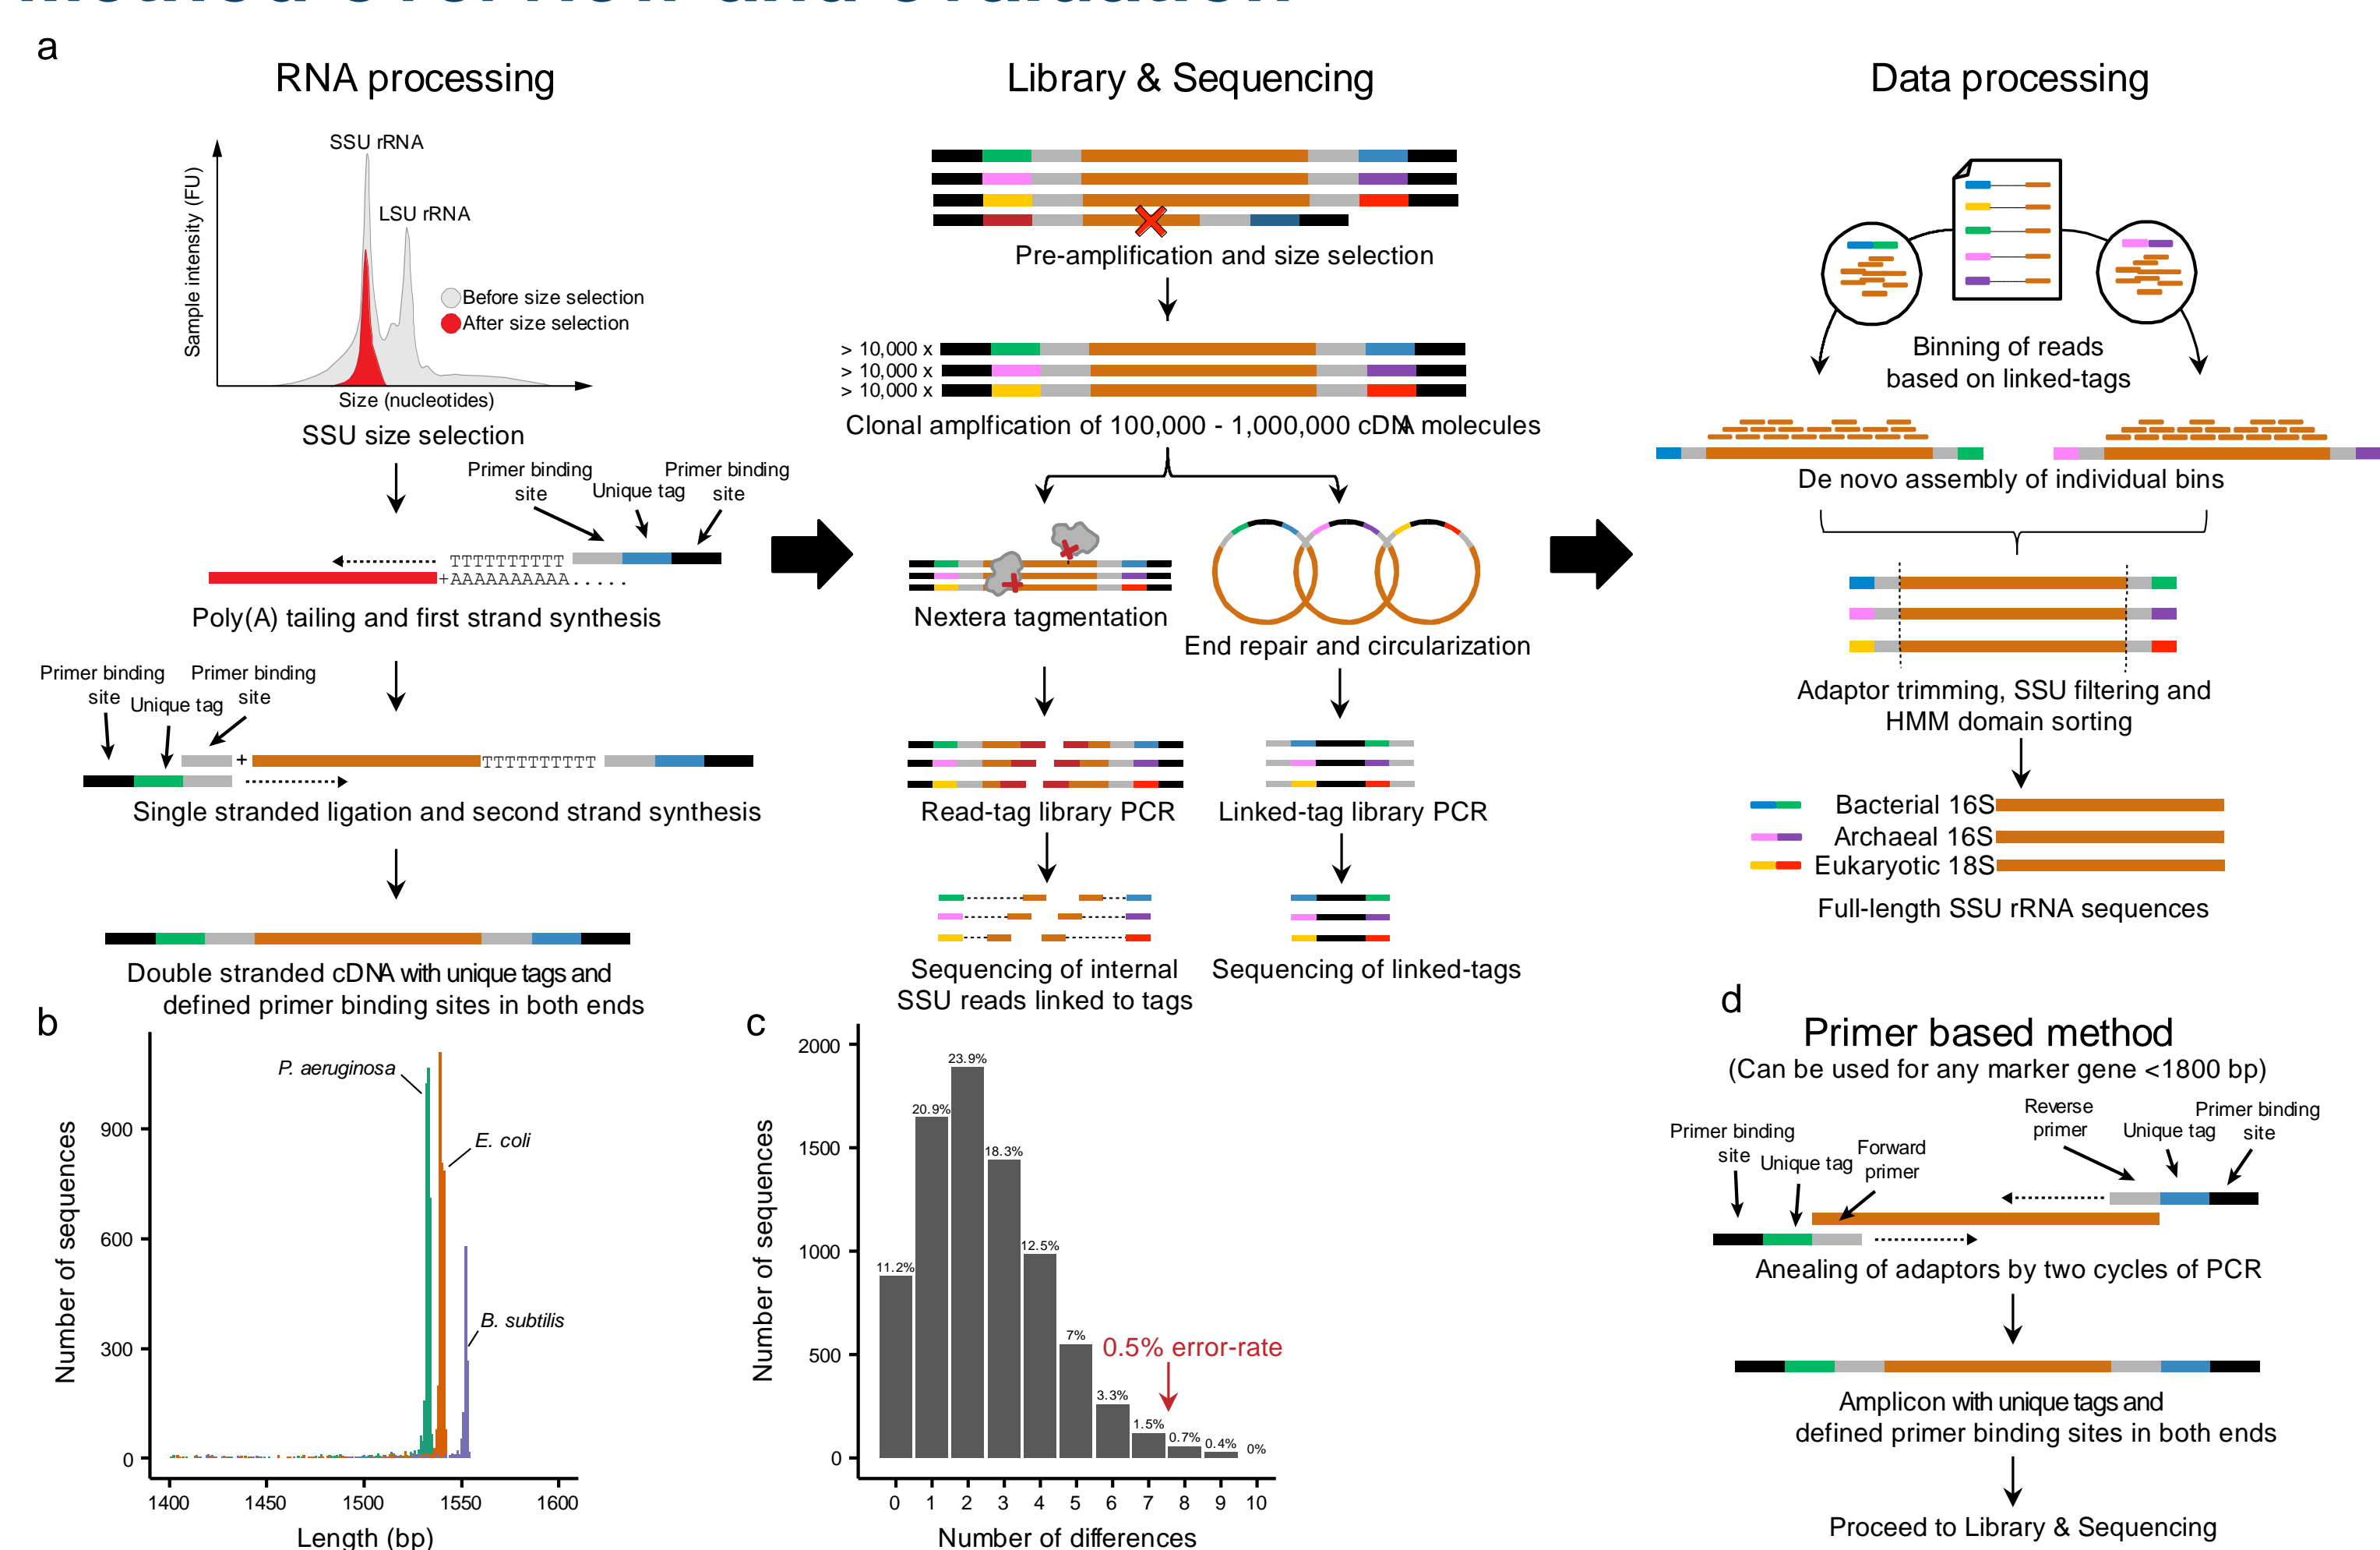 Method overview and evaluation
a
RNA processing
SSU rRNA
LSU rRNA
Sample intensity (FU)
Before size selection
After size selection
Size (nucleotides)
SSU size selection
Primer binding
site
Unique tag
Primer binding
site
TTTTTTTTTT
+AAAAAAAAAA.....
Poly(A) tailing and first strand synthesis
Primer binding
site
Unique tag
Primer binding
site
+
TTTTTTTTTT
Single stranded ligation and second strand synthesis
Double stranded cDNA with unique tags and
defined primer binding sites in both ends
Library & Sequencing
Pre-amplification and size selection
> 10,000 x
> 10,000 x
> 10,000 x
Clonal amplfication of 100,000 - 1,000,000 cDNA molecules
Nextera tagmentation
End repair and circularization
Read-tag library PCR
Linked-tag library PCR
Sequencing of internal
SSU reads linked to tags
Sequencing of linked-tags
Data processing
Binning of reads
based on linked-tags
De novo assembly of individual bins
Adaptor trimming, SSU filtering and
HMM domain sorting
Bacterial 16S
Archaeal 16S
Eukaryotic 18S
Full-length SSU rRNA sequences
b
Number of sequences
900
600
300
0
P. aeruginosa
E. coli
B. subtilis
1400 1450 1500 1550 1600
Length (bp)
c
Number of sequences
2000
1500
1000
500
0
11.2%
20.9%
23.9%
18.3%
12.5%
7%
3.3%
1.5%
0.7%
0.4%
0%
0.5% error-rate
0 1 2 3 4 5 6 7 8 9 10
Number of differences
d
Primer based method
(Can be used for any marker gene <1800 bp)
Primer binding
site
Unique tag
Forward
primer
Reverse
primer
Unique tag
Primer binding
site
Anealing of adaptors by two cycles of PCR
Amplicon with unique tags and
defined primer binding sites in both ends
Proceed to Library & Sequencing